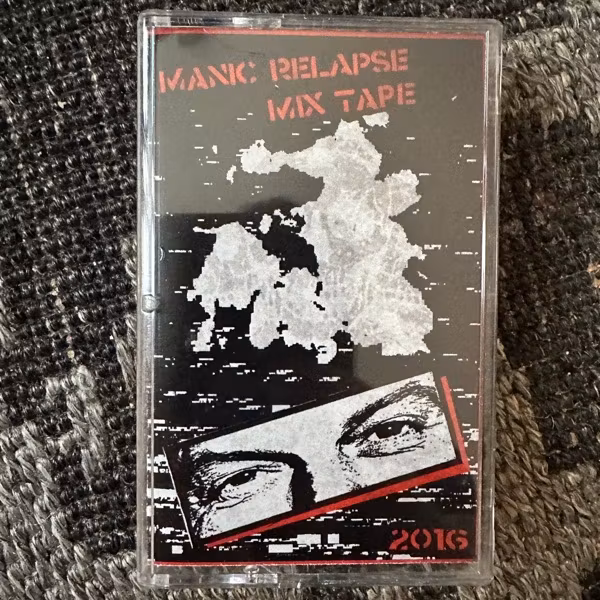 MANIC RELAPSE
MIX TAPE
2016